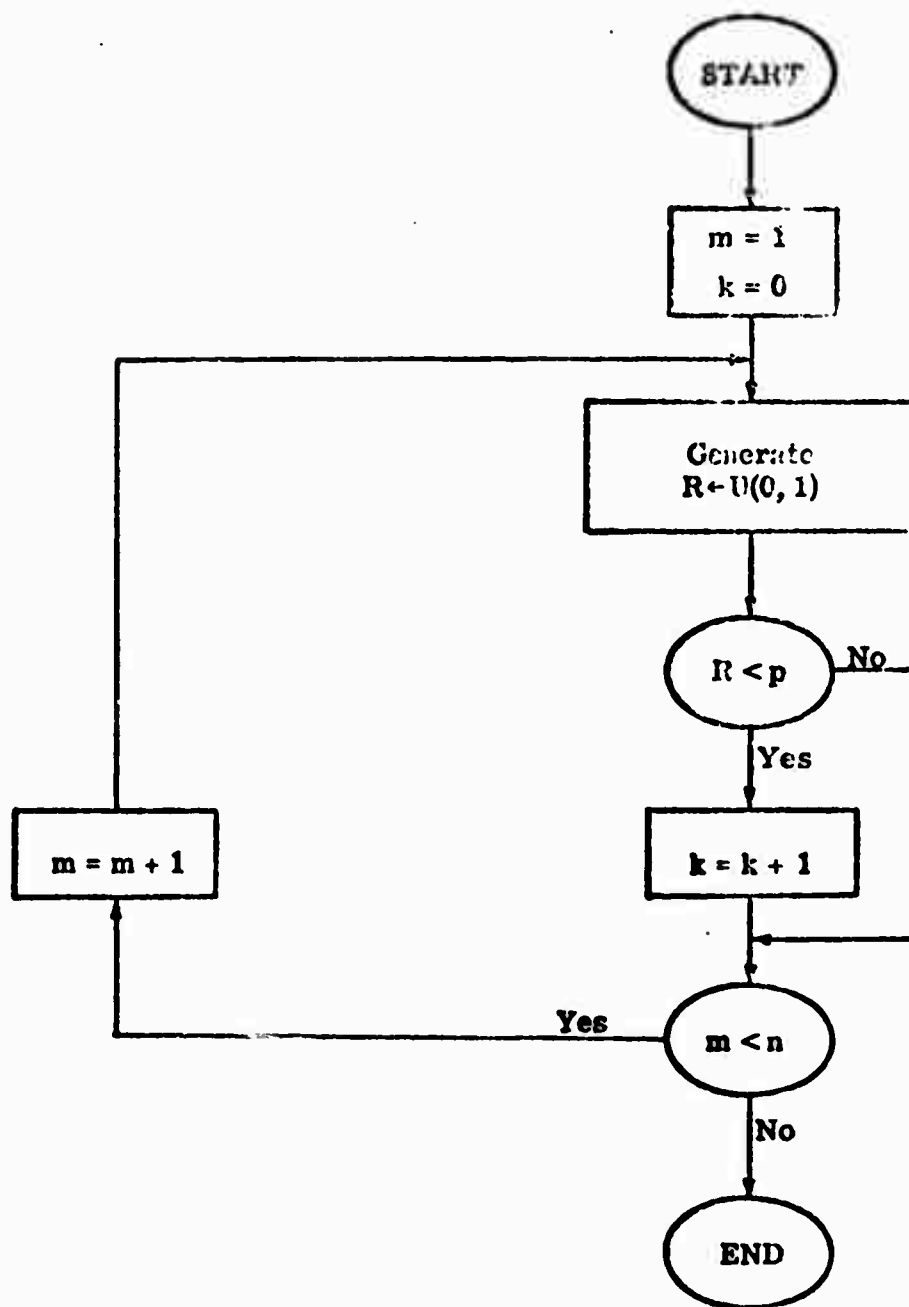 START
m = 1
k = 0
Generate
R←U(0, 1)
R < p
No
Yes
k = k + 1
m = m + 1
Yes
m < n
No
END